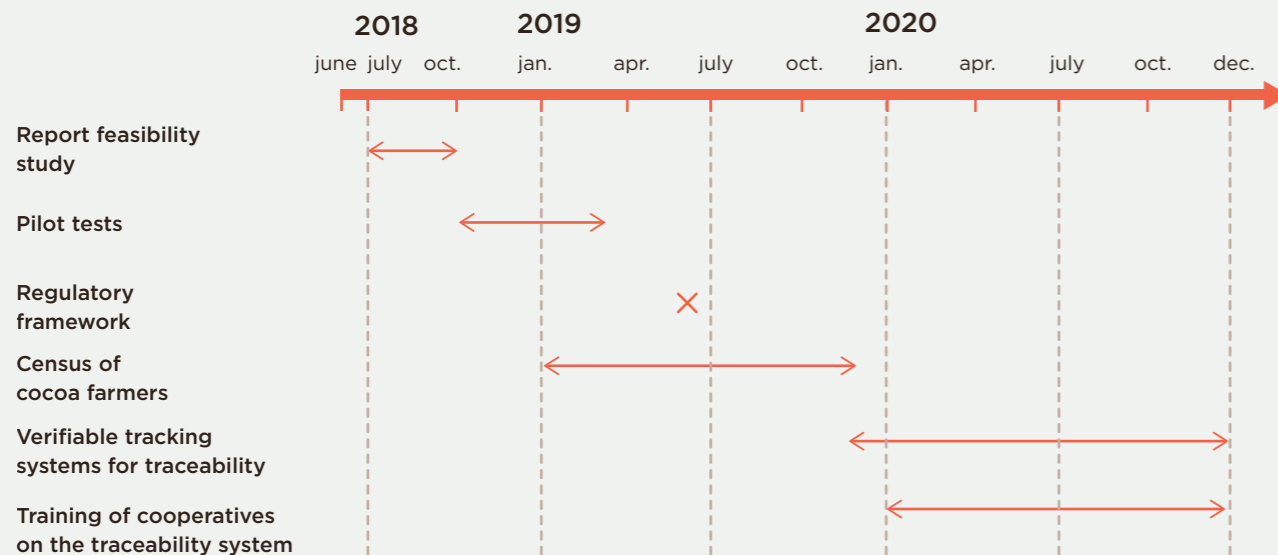 2018 2019 2020
june july oct. jan. apr. july oct. jan. apr. july oct. dec.
Report feasibility
study
Pilot tests
Regulatory
framework
Census of
cocoa farmers
Verifiable tracking
systems for traceability
Training of cooperatives
on the traceability system